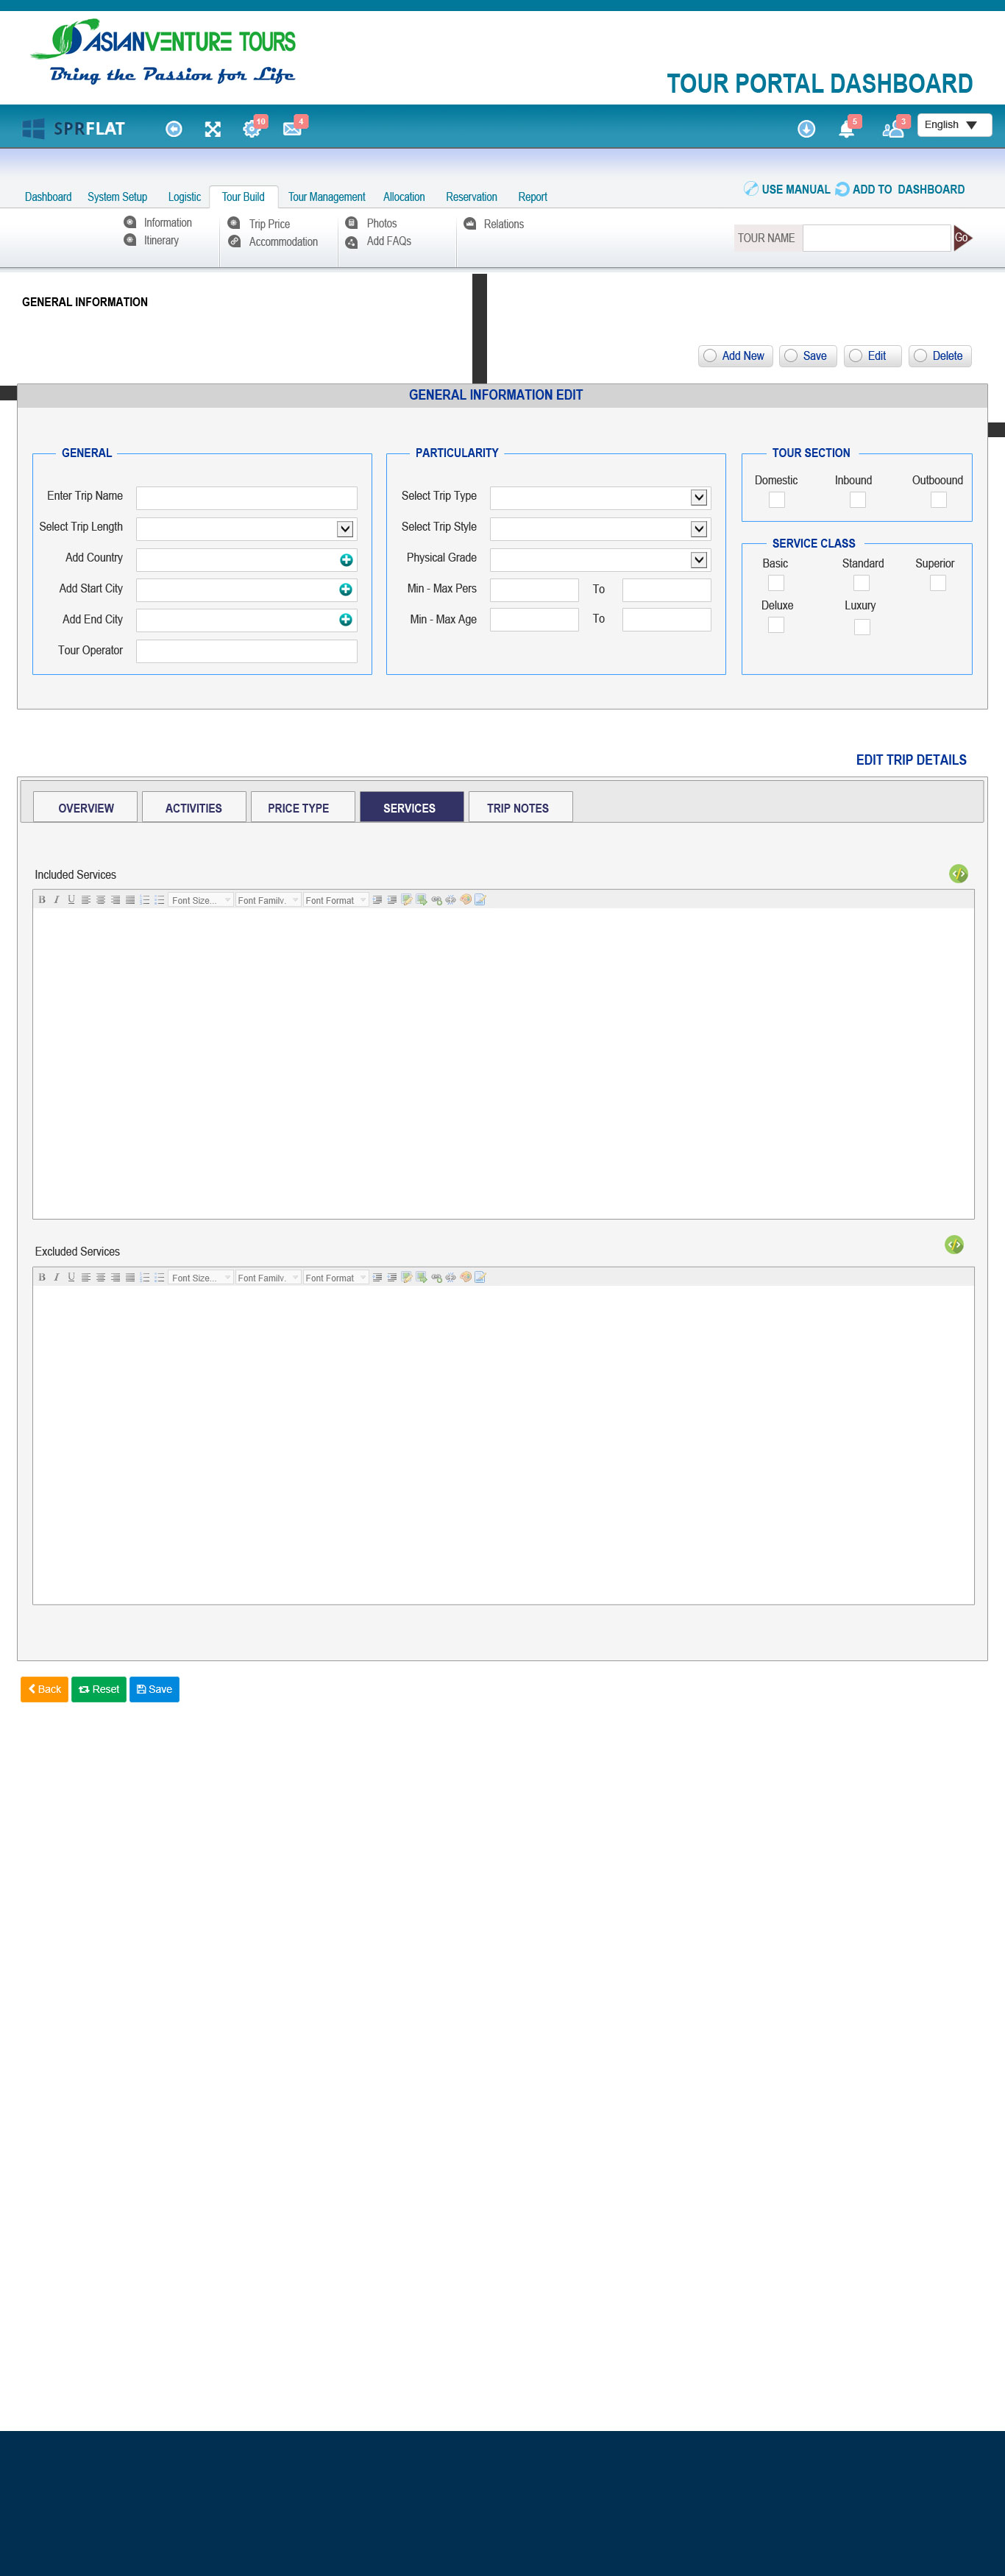 ASIANVENTURE TOURS
Bring the Passion for Life
TOUR PORTAL DASHBOARD
SPRFLAT
10
4
5
3
English
Dashboard System Setup Logistic Tour Build Tour Management Allocation Reservation Report
USE MANUAL ADD TO DASHBOARD
Information Trip Price Photos Relations
Itinerary Accommodation Add FAQs
TOUR NAME Go
GENERAL INFORMATION
Add New Save Edit Delete
GENERAL INFORMATION EDIT
GENERAL
Enter Trip Name
Select Trip Length
Add Country
Add Start City
Add End City
Tour Operator
PARTICULARITY
Select Trip Type
Select Trip Style
Physical Grade
Min - Max Pers To
Min - Max Age To
TOUR SECTION
Domestic Inbound Outboound
SERVICE CLASS
Basic Standard Superior
Deluxe Luxury
EDIT TRIP DETAILS
OVERVIEW ACTIVITIES PRICE TYPE SERVICES TRIP NOTES
Included Services
B I U Font Size... Font Family. Font Format
Excluded Services
B I U Font Size... Font Family. Font Format
Back Reset Save